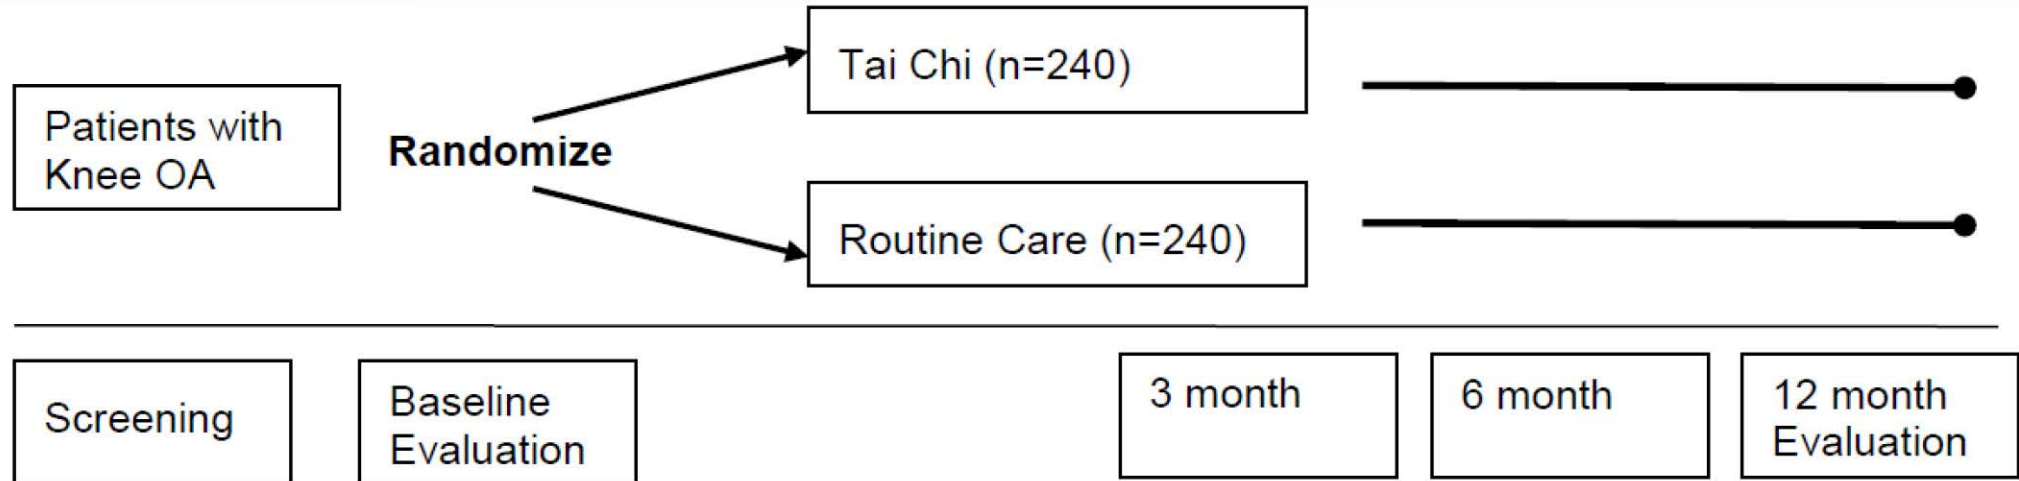 Tai Chi (n=240)
Patients with
Knee OA
Randomize
Routine Care (n=240)
Screening
Baseline
Evaluation
3 month
6 month
12 month
Evaluation